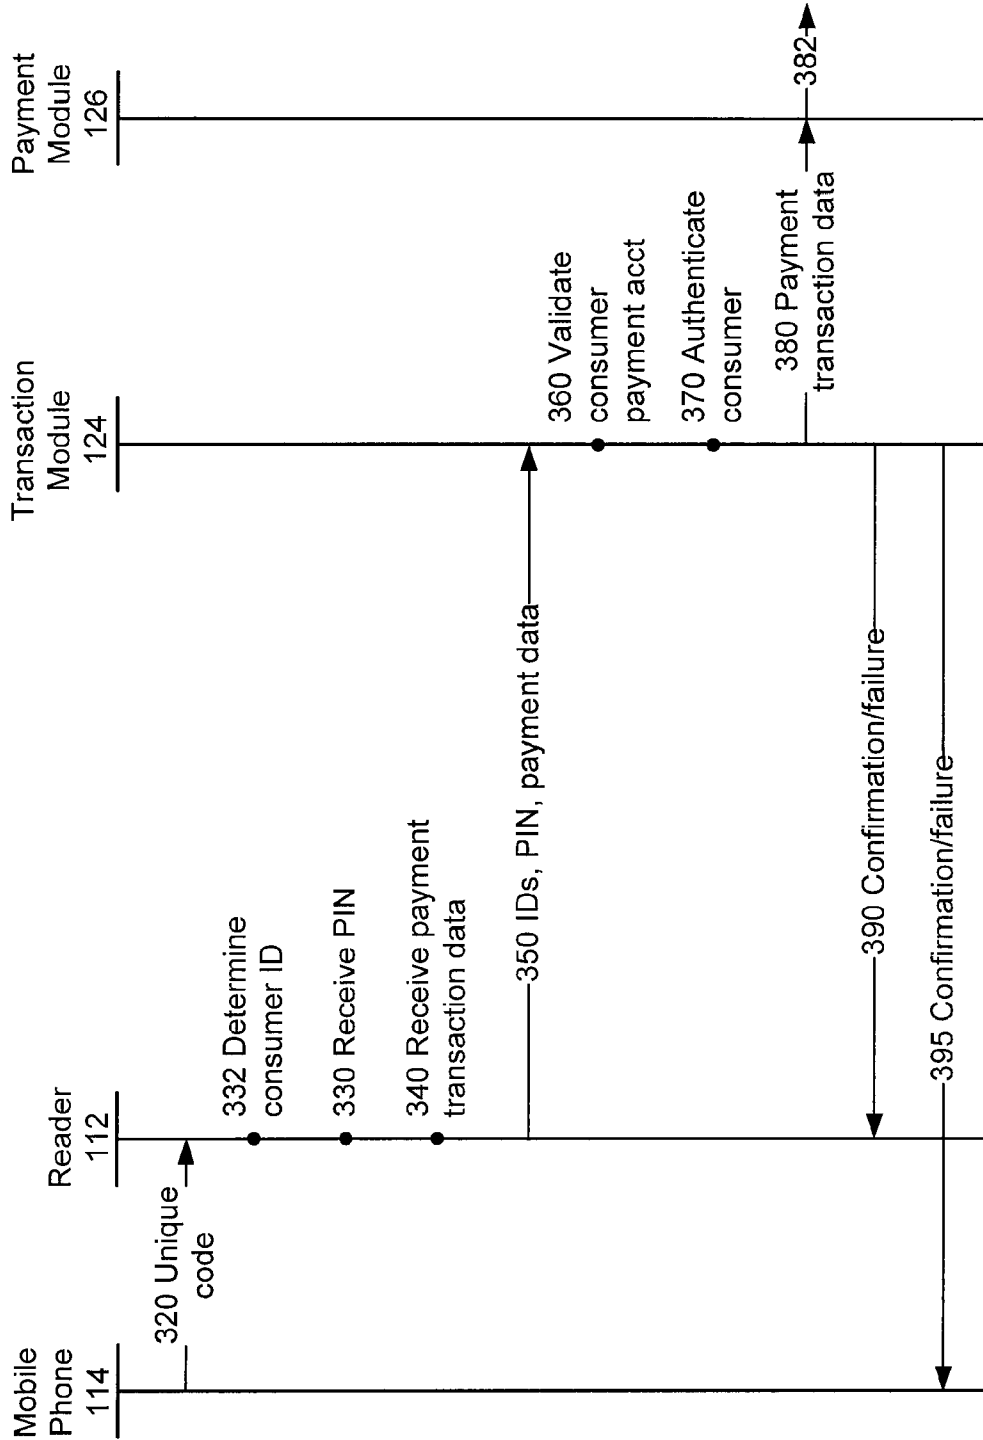 Mobile
Phone
114
Reader
112
Transaction
Module
124
Payment
Module
126
320 Unique
code
332 Determine
consumer ID
330 Receive PIN
340 Receive payment
transaction data
350 IDs, PIN, payment data
360 Validate
consumer
payment acct
370 Authenticate
consumer
380 Payment
transaction data
382
390 Confirmation/failure
395 Confirmation/failure